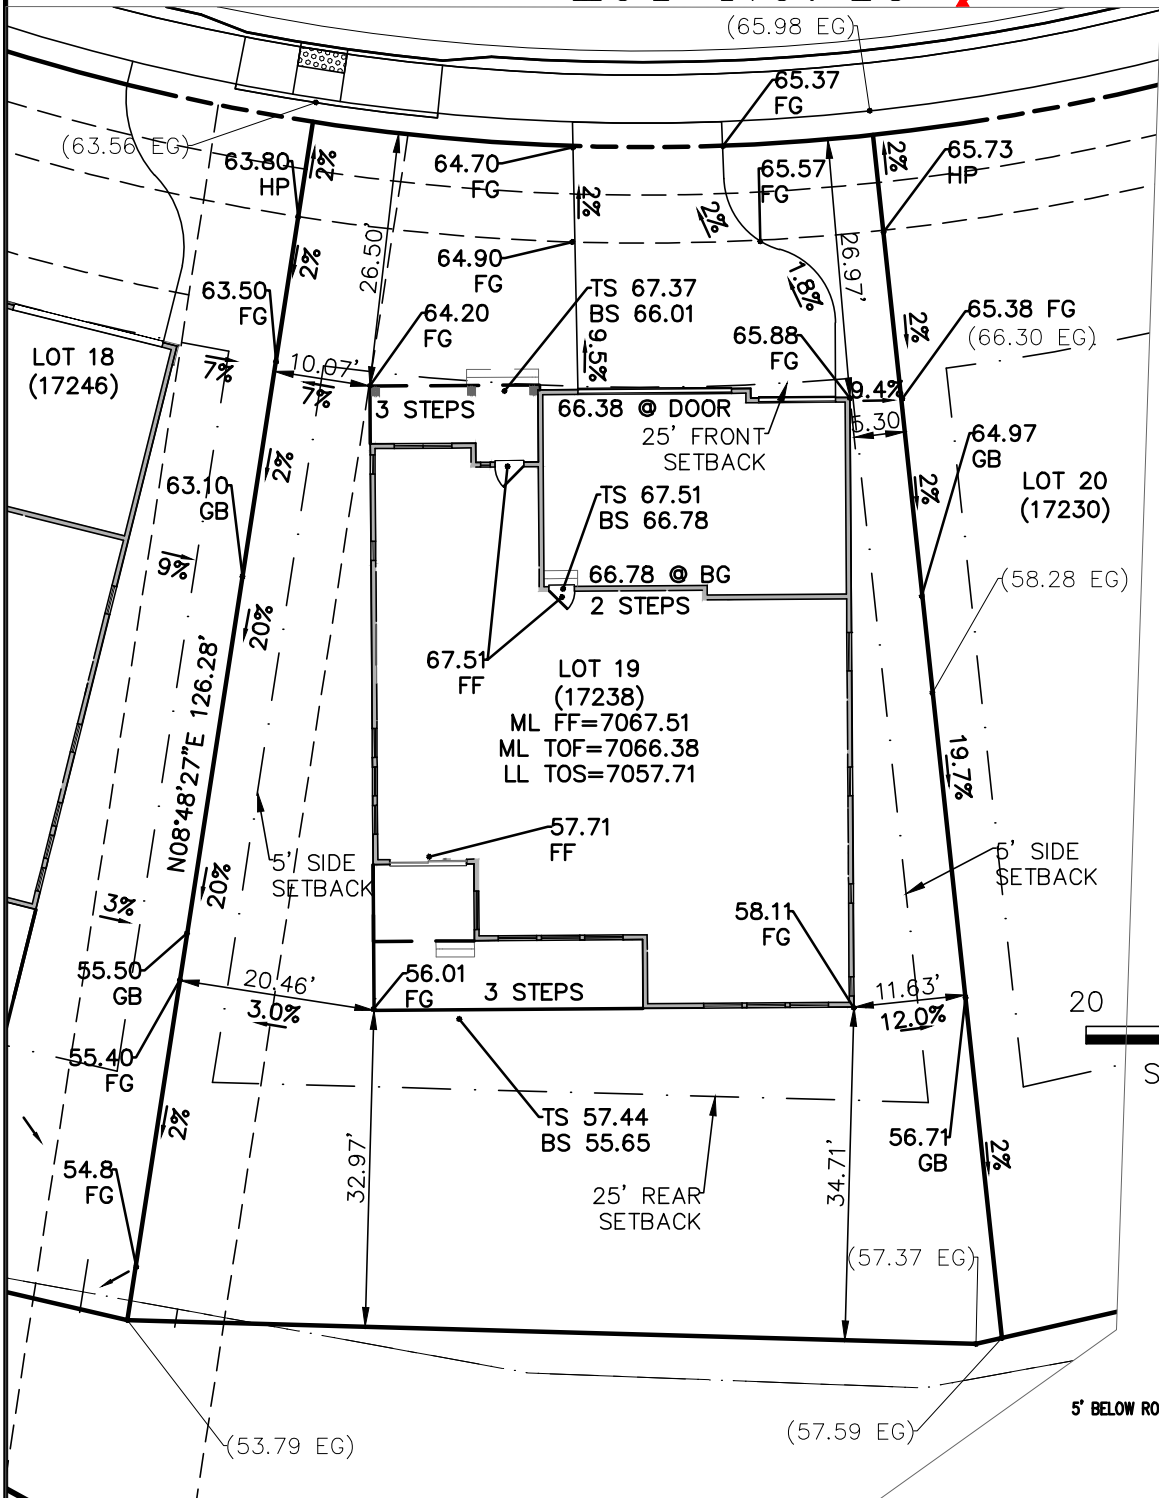 (65.98 EG)
65.37
FG
(63.56 EG)
63.80
HP
2%
64.70
FG
65.57
FG
2%
65.73
HP
2%
2%
2%
26.50'
64.90
FG
26.97'
1.8%
63.50
FG
64.20
FG
TS 67.37
BS 66.01
65.88
FG
2%
65.38 FG
(66.30 EG)
LOT 18
(17246)
7%
10.07'
7%
9.5%
3 STEPS
66.38 @ DOOR
9.4%
5.30
25' FRONT
SETBACK
64.97
GB
2%
63.10
GB
2%
TS 67.51
BS 66.78
LOT 20
(17230)
9%
66.78 @ BG
2 STEPS
(58.28 EG)
20%
67.51
FF
LOT 19
(17238)
ML FF=7067.51
ML TOF=7066.38
LL TOS=7057.71
N08°48'27"E 126.28'
19.7%
57.71
FF
5' SIDE
SETBACK
5' SIDE
SETBACK
20%
3%
58.11
FG
55.50
GB
20.46'
3.0%
56.01
FG
3 STEPS
11.63'
12.0%
20
55.40
FG
S
2%
TS 57.44
BS 55.65
56.71
GB
2%
54.8
FG
32.97'
34.71'
25' REAR
SETBACK
(57.37 EG)
5' BELOW RO
(53.79 EG)
(57.59 EG)